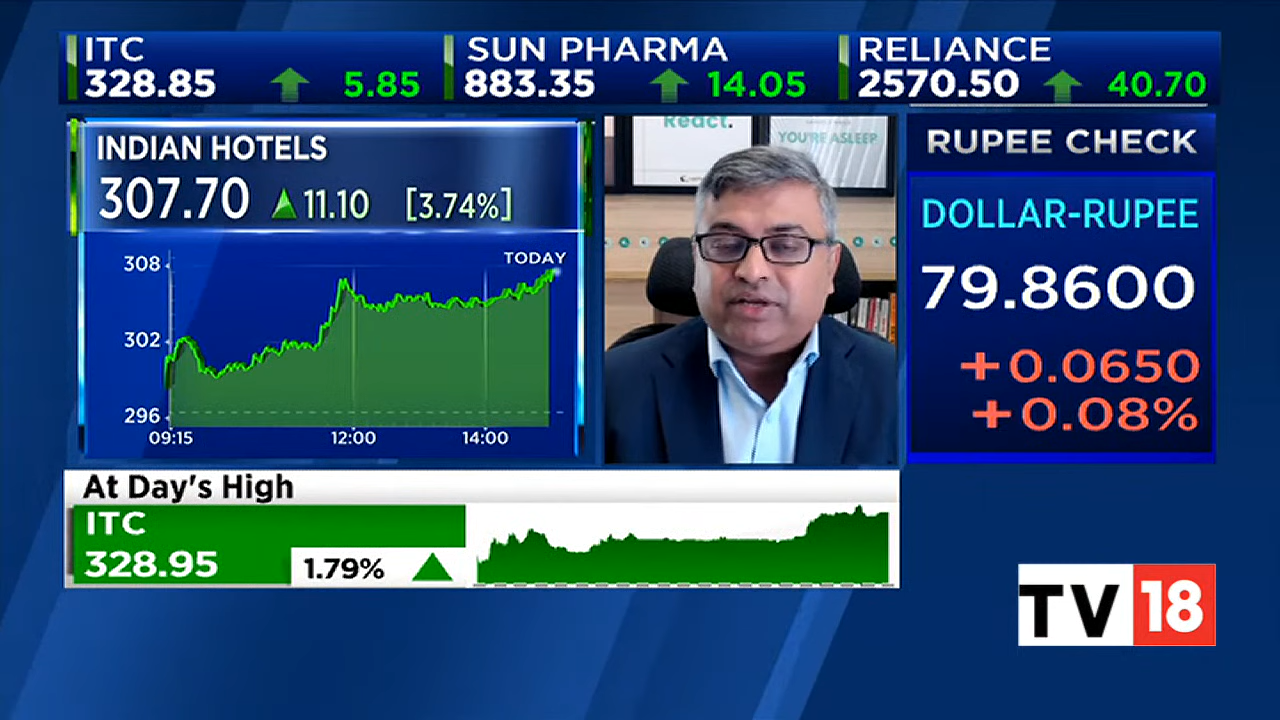 ITC
328.85 5.85
SUN PHARMA
883.35 14.05
RELIANCE
2570.50 40.70
INDIAN HOTELS
307.70 11.10 [3.74%]
TODAY
308
302
296
09:15 12:00 14:00
React.
YOU'RE ASLEEP
RUPEE CHECK
DOLLAR-RUPEE
79.8600
+0.0650
+0.08%
At Day's High
ITC
328.95 1.79%
TV18